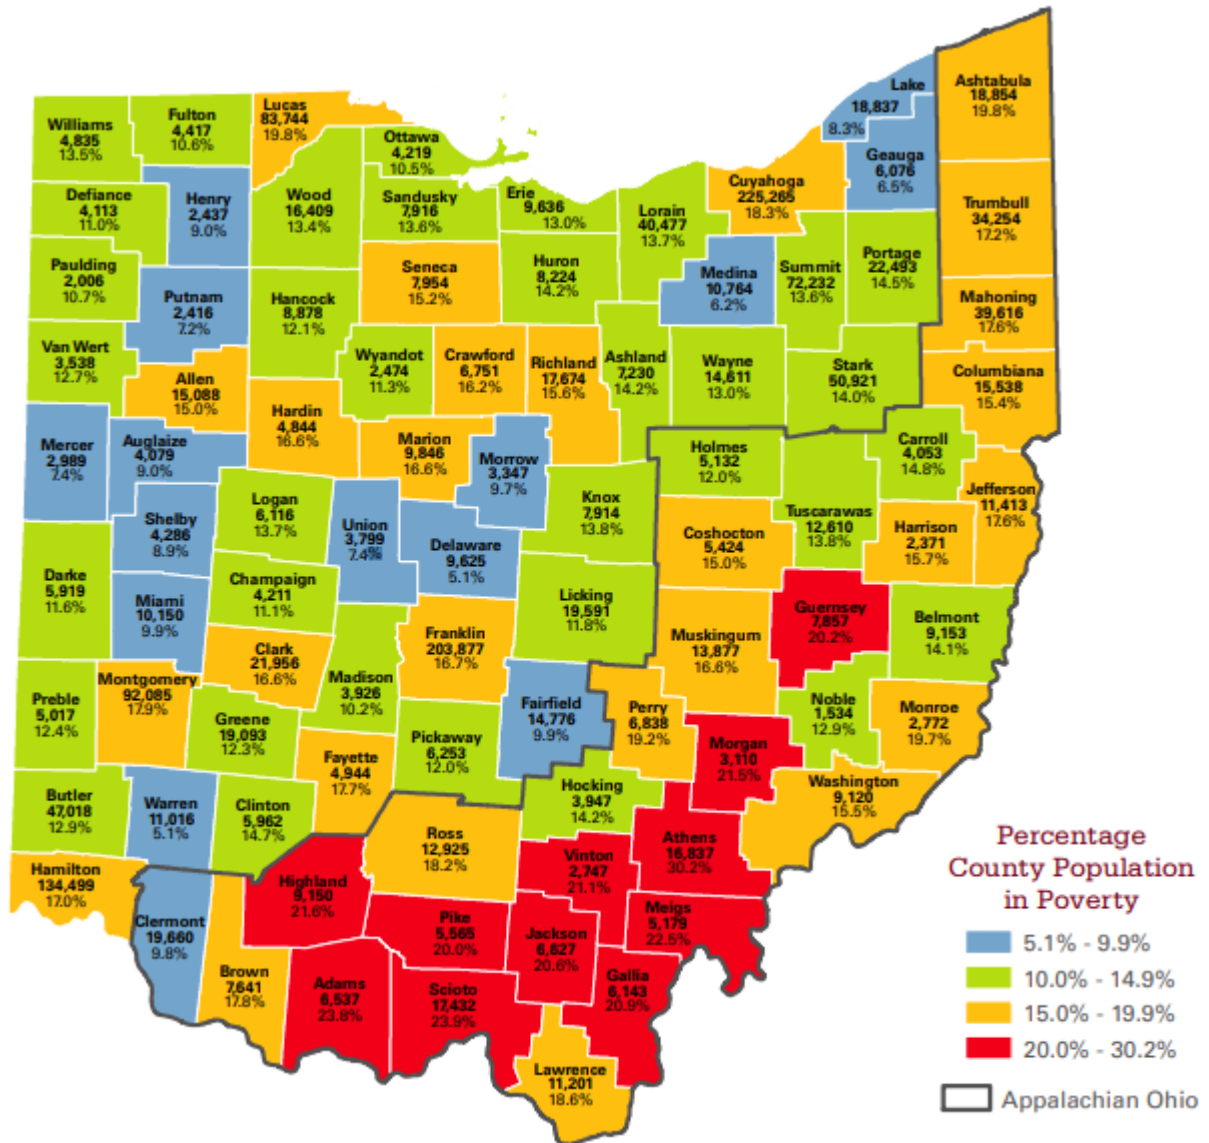 Lake
18,837
8.3%
Ashtabula
18,854
19.8%
Williams
4,835
13.5%
Fulton
4,417
10.6%
Lucas
83,744
19.8%
Ottawa
4,219
10.5%
Geauga
6,076
6.5%
Defiance
4,113
11.0%
Henry
2,437
9.0%
Wood
16,409
13.4%
Sandusky
7,916
13.6%
Erie
9,636
13.0%
Lorain
40,477
13.7%
Cuyahoga
225,265
18.3%
Trumbull
34,254
17.2%
Paulding
2,006
10.7%
Putnam
2,416
7.2%
Hancock
8,878
12.1%
Seneca
7,954
15.2%
Huron
8,224
14.2%
Medina
10,764
6.2%
Summit
72,232
13.6%
Portage
22,493
14.5%
Mahoning
39,616
17.6%
Van Wert
3,538
12.7%
Allen
15,088
15.0%
Wyandot
2,474
11.3%
Crawford
6,751
16.2%
Richland
17,674
15.6%
Ashland
7,230
14.2%
Wayne
14,611
13.0%
Stark
50,921
14.0%
Columbiana
15,538
15.4%
Mercer
2,989
7.4%
Auglaize
4,079
9.0%
Hardin
4,844
16.6%
Marion
9,846
16.6%
Morrow
3,347
9.7%
Holmes
5,132
12.0%
Carroll
4,053
14.8%
Shelby
4,286
8.9%
Logan
6,116
13.7%
Union
3,799
7.4%
Delaware
9,625
5.1%
Knox
7,914
13.8%
Coshocton
5,424
15.0%
Tuscarawas
12,610
13.8%
Harrison
2,371
15.7%
Jefferson
11,413
17.6%
Darke
5,919
11.6%
Miami
10,150
9.9%
Champaign
4,211
11.1%
Licking
19,591
11.8%
Guernsey
7,857
20.2%
Belmont
9,153
14.1%
Clark
21,956
16.6%
Madison
3,926
10.2%
Franklin
203,877
16.7%
Muskingum
13,877
16.6%
Preble
5,017
12.4%
Montgomery
92,085
17.9%
Greene
19,093
12.3%
Pickaway
6,253
12.0%
Fairfield
14,776
9.9%
Perry
6,838
19.2%
Noble
1,534
12.9%
Monroe
2,772
19.7%
Fayette
4,944
17.7%
Morgan
3,110
21.5%
Washington
9,120
15.5%
Butler
47,018
12.9%
Warren
11,016
5.1%
Clinton
5,962
14.7%
Hocking
3,947
14.2%
Ross
12,925
18.2%
Vinton
2,747
21.1%
Athens
16,837
30.2%
Hamilton
134,499
17.0%
Highland
9,150
21.6%
Clermont
19,660
9.8%
Pike
5,565
20.0%
Jackson
6,627
20.6%
Meigs
5,179
22.5%
Brown
7,641
17.8%
Adams
6,537
23.8%
Scioto
17,432
23.9%
Gallia
6,143
20.9%
Lawrence
11,201
18.6%
Percentage
County Population
in Poverty
5.1% - 9.9%
10.0% - 14.9%
15.0% - 19.9%
20.0% - 30.2%
Appalachian Ohio